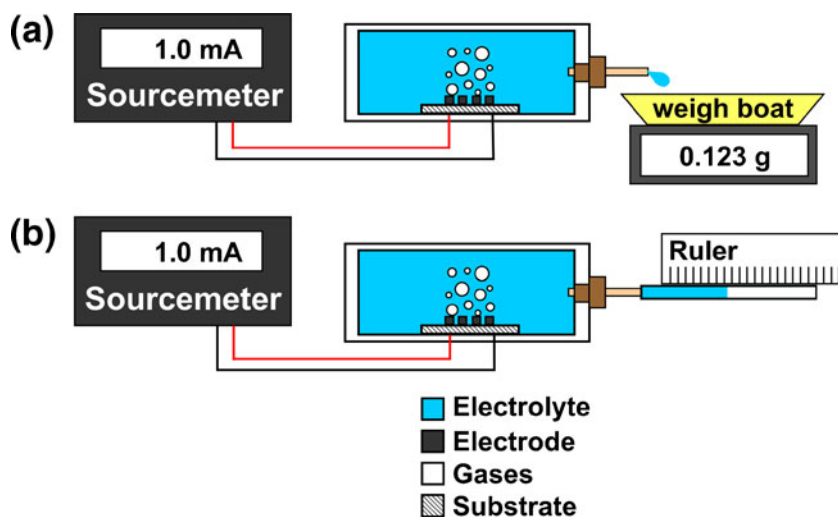 (a)
1.0 mA
Sourcemeter
weigh boat
0.123 g
(b)
1.0 mA
Sourcemeter
Ruler
Electrolyte
Electrode
Gases
Substrate